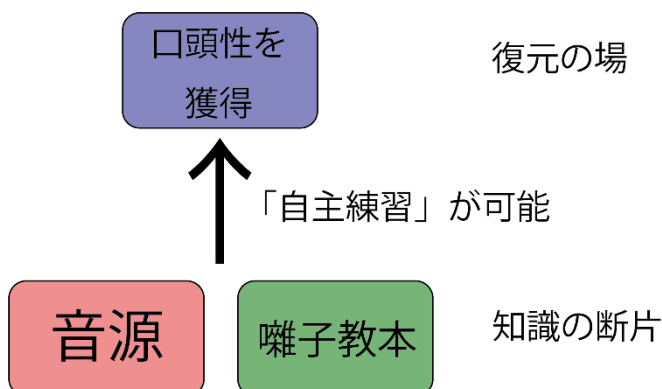 口頭性を
獲得
復元の場
「自主練習」が可能
音源
囃子教本
知識の断片